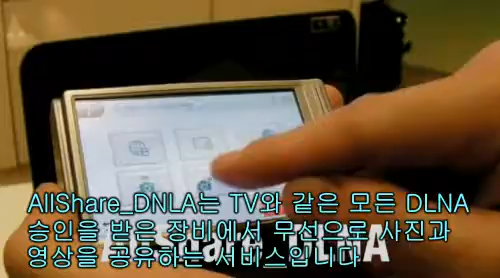 AllShare_DNLA는 TV와 같은 모든 DLNA
승인을 받은 장비에서 무선으로 사진과
영상을 공유하는 서비스입니다
AllShare_DLNA